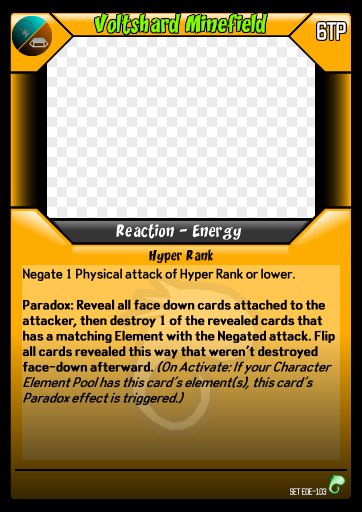 Voltshard Minefield
6TP
Reaction - Energy
Hyper Rank
Negate 1 Physical attack of Hyper Rank or lower.
Paradox: Reveal all face down cards attached to the
attacker, then destroy 1 of the revealed cards that
has a matching Element with the Negated attack. Flip
all cards revealed this way that weren't destroyed
face-down afterward. (On Activate: If your Character
Element Pool has this card's element(s), this card's
Paradox effect is triggered.)
SET EOE-103